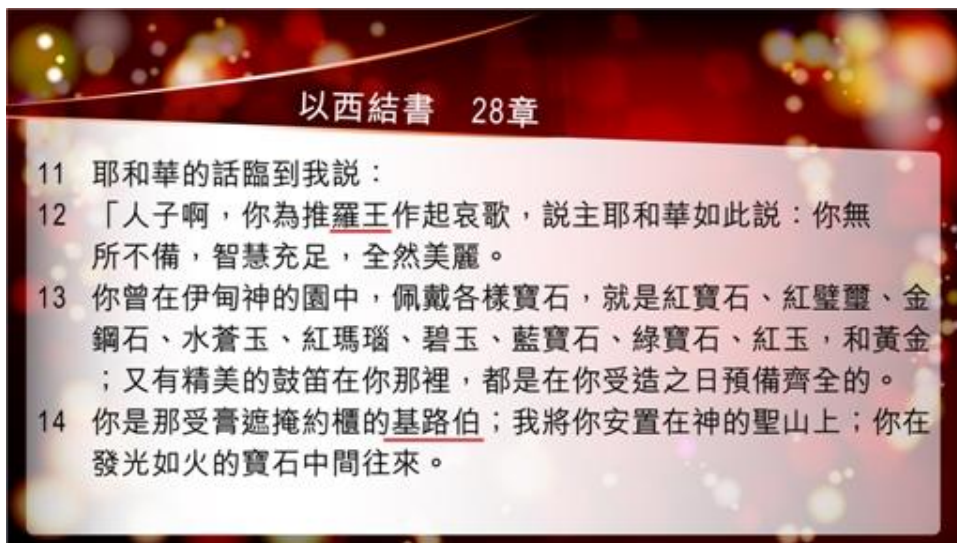 以西結書 28章
11 耶和華的話臨到我説：
12 「人子啊，你為推羅王作起哀歌，説主耶和華如此説：你無
所不備，智慧充足，全然美麗。
13 你曾在伊甸神的園中，佩戴各樣寶石，就是紅寶石、紅璧璽、金
鋼石、水蒼玉、紅瑪瑙、碧玉、藍寶石、綠寶石、紅玉，和黃金
；又有精美的鼓笛在你那裡，都是在你受造之日預備齊全的。
14 你是那受膏遮掩約櫃的基路伯；我將你安置在神的聖山上；你在
發光如火的寶石中間往來。